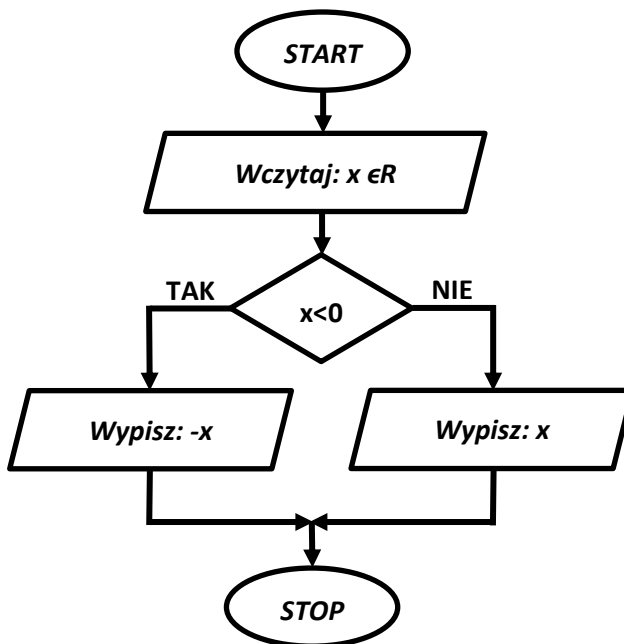 START
Wczytaj: x ϵR
TAK
NIE
x<0
Wypisz: -x
Wypisz: x
STOP